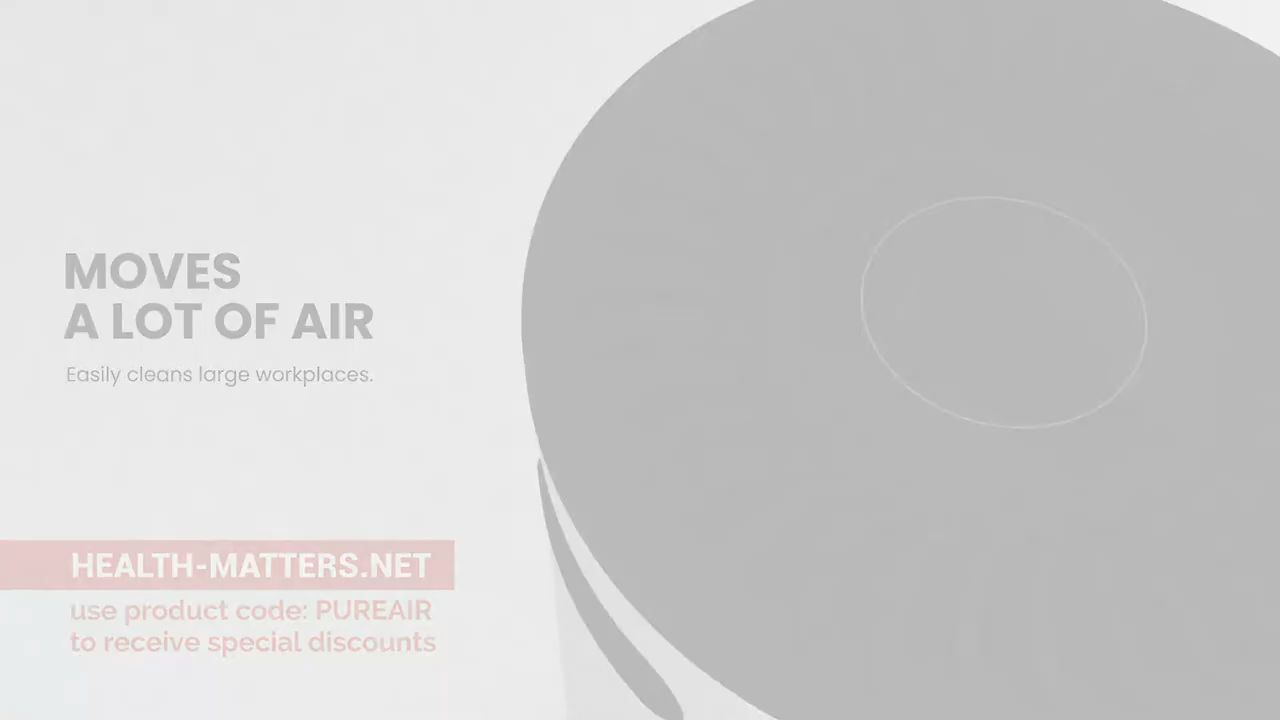 MOVES
A LOT OF AIR
Easily cleans large workplaces.
HEALTH-MATTERS.NET
use product code: PUREAIR
to receive special discounts